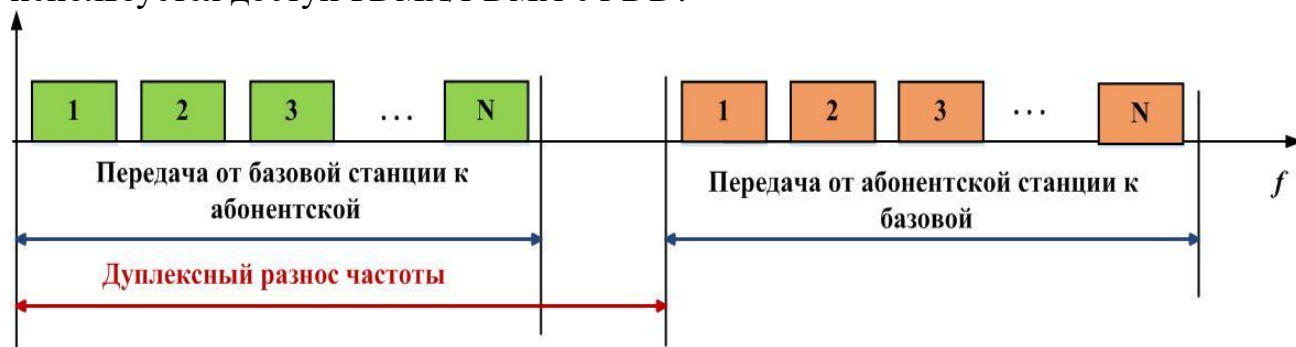 1 2 3 ... N 1 2 3 ... N
Передача от базовой станции к
абонентской
Передача от абонентской станции к
базовой
f
Дуплексный разнос частоты